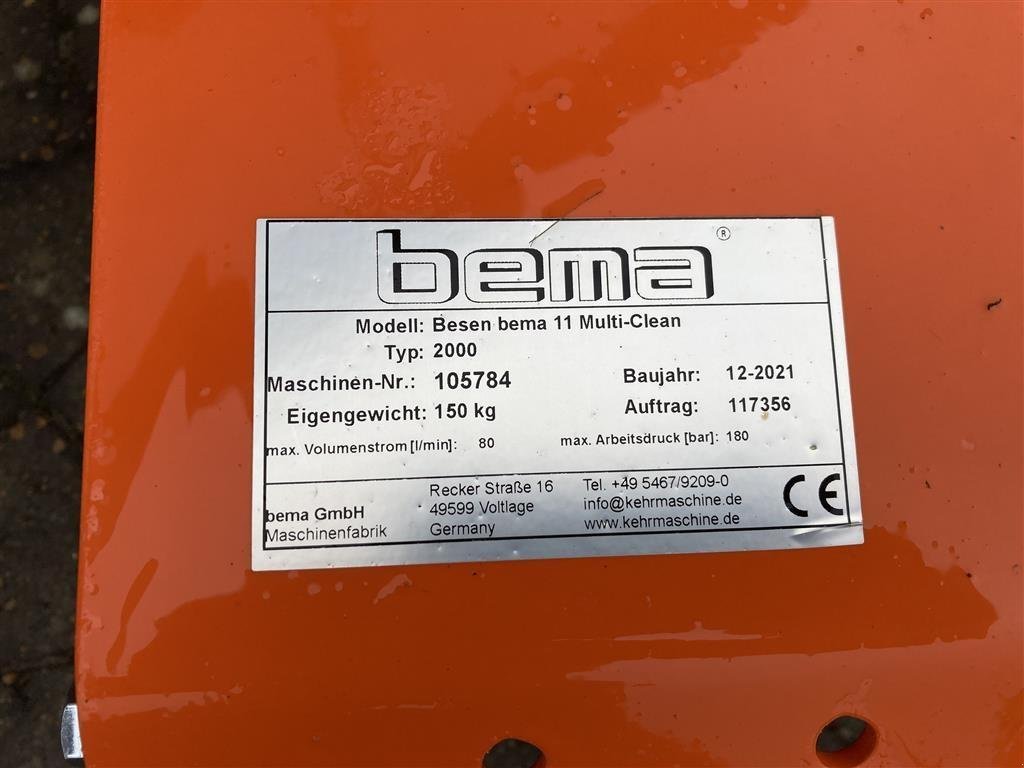 bema ®
Modell: Besen bema 11 Multi-Clean
Typ: 2000
Maschinen-Nr.: 105784 Baujahr: 12-2021
Eigengewicht: 150 kg Auftrag: 117356
max. Volumenstrom [l/min]: 80 max. Arbeitsdruck [bar]: 180
bema GmbH
Maschinenfabrik
Recker Straße 16
49599 Voltlage
Germany
Tel. +49 5467/9209-0
info@kehrmaschine.de
www.kehrmaschine.de
CE